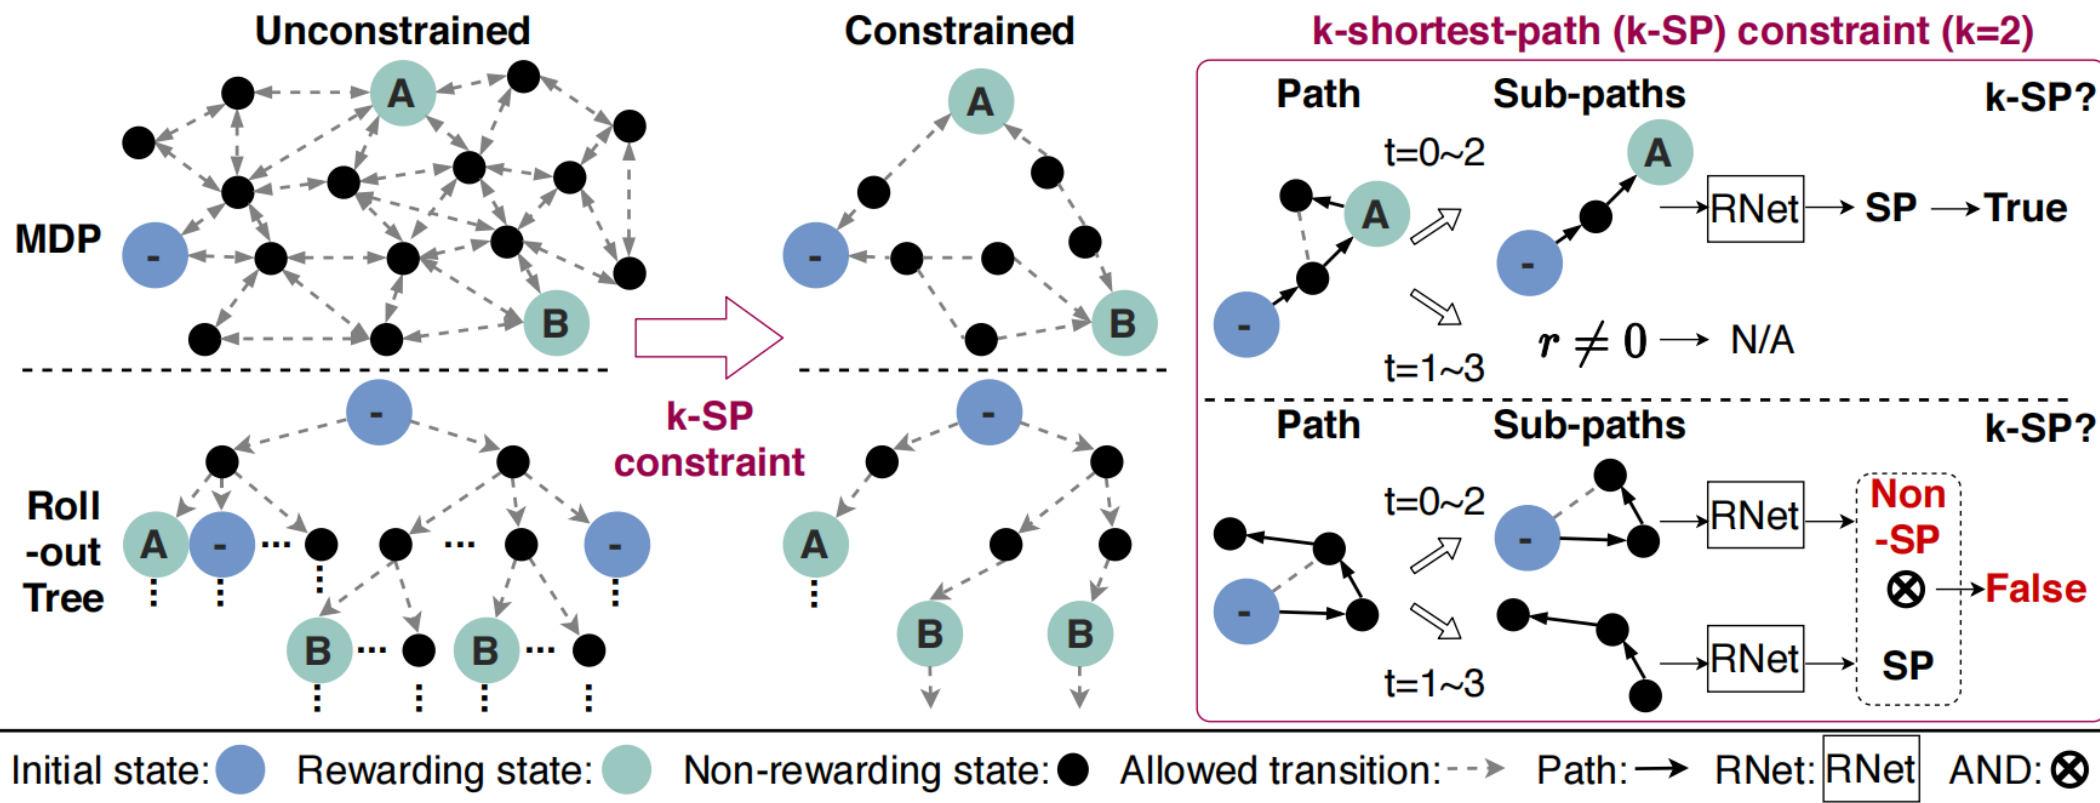 Unconstrained
A
MDP
-
B
-
Roll
-out
Tree
A
-
...
...
-
B
...
B
...
k-SP
constraint
Constrained
A
-
B
-
A
B
B
k-shortest-path (k-SP) constraint (k=2)
Path
Sub-paths
k-SP?
t=0~2
A
A
RNet
SP
True
-
-
r ≠ 0
N/A
t=1~3
Path
Sub-paths
k-SP?
t=0~2
-
-
RNet
Non
-SP
False
t=1~3
RNet
SP
Initial state: Rewarding state: Non-rewarding state: Allowed transition: Path: RNet: RNet AND: